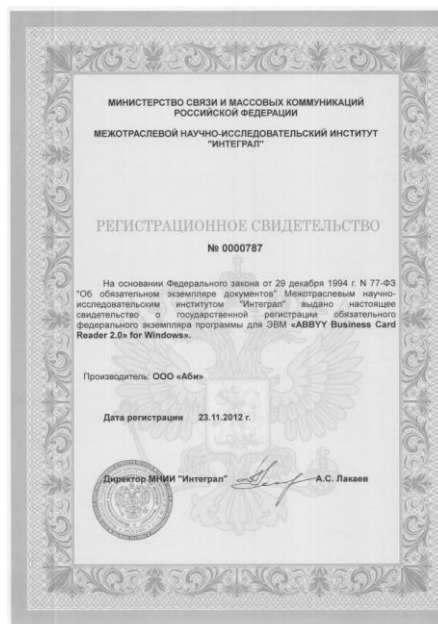 МИНИСТЕРСТВО СВЯЗИ И МАССОВЫХ КОММУНИКАЦИЙ
РОССИЙСКОЙ ФЕДЕРАЦИИ
МЕЖОТРАСЛЕВОЙ НАУЧНО-ИССЛЕДОВАТЕЛЬСКИЙ ИНСТИТУТ
"ИНТЕГРАЛ"
РЕГИСТРАЦИОННОЕ СВИДЕТЕЛЬСТВО
№ 0000787
На основании Федерального закона от 29 декабря 1994 г. N 77-ФЗ
"Об обязательном экземпляре документов" Межотраслевым научно-
исследовательским институтом "Интеграл" выдано настоящее
свидетельство о государственной регистрации обязательного
федерального экземпляра программы для ЭВМ «ABBYY Business Card
Reader 2.0» for Windows».
Производитель: ООО «Аби»
Дата регистрации 23.11.2012 г.
Директор МНИИ "Интеграл" А.С. Лакаев